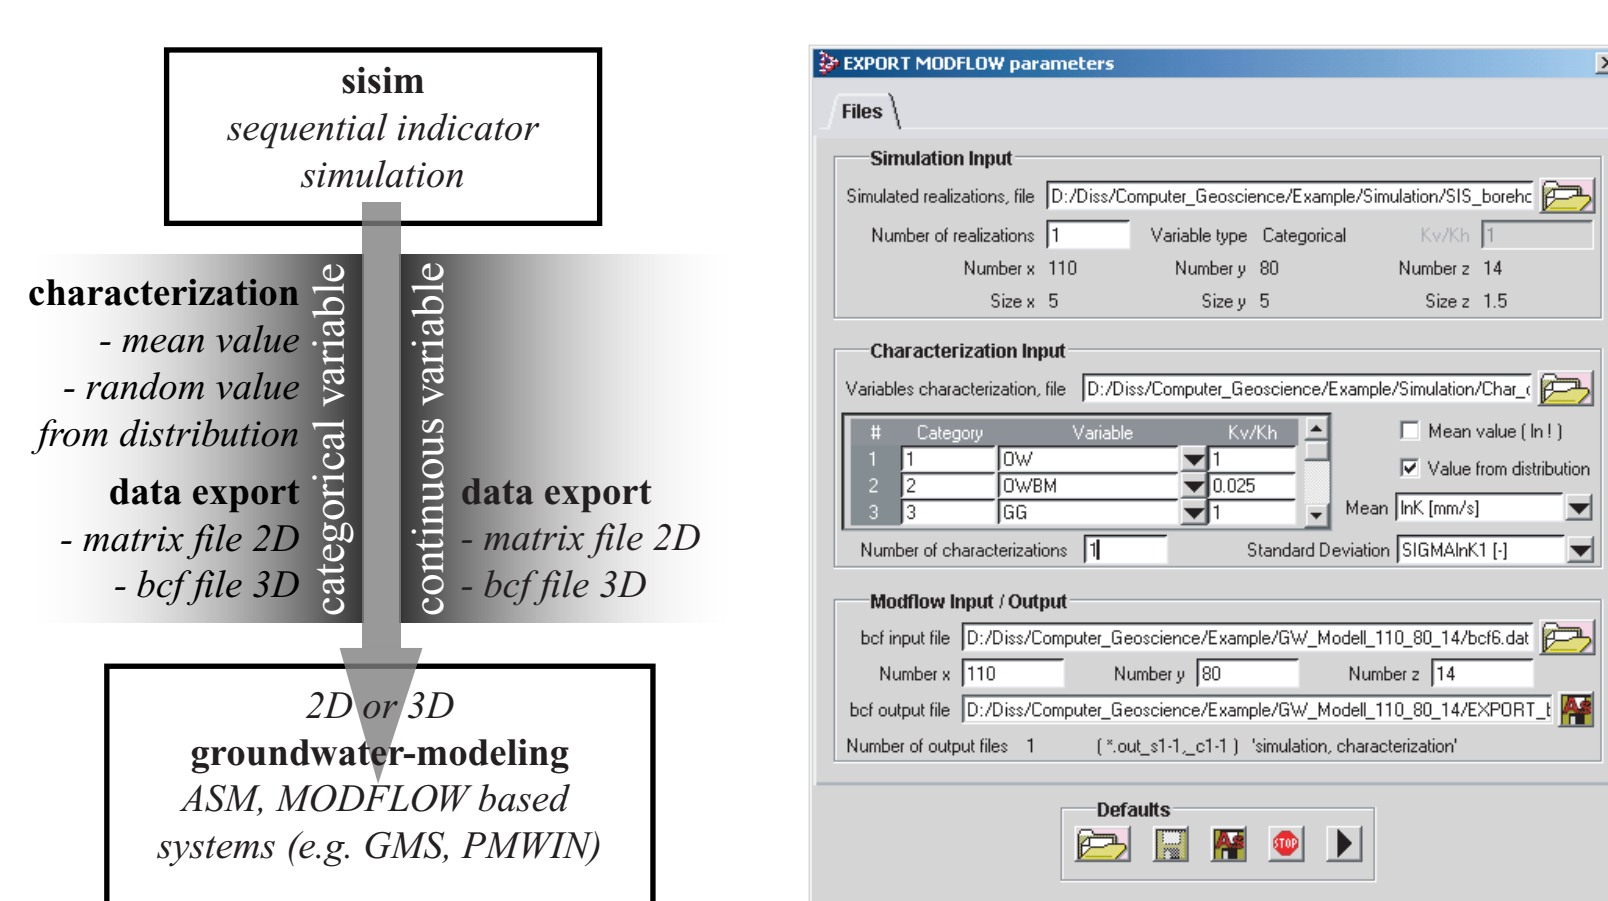 sisim
sequential indicator
simulation
characterization
- mean value
- random value
from distribution
data export
- matrix file 2D
- bcf file 3D
categorical variable
continuous variable
data export
- matrix file 2D
- bcf file 3D
2D or 3D
groundwater-modeling
ASM, MODFLOW based
systems (e.g. GMS, PMWIN)
EXPORT MODFLOW parameters
Files
Simulation Input
Simulated realizations, file D:/Diss/Computer_Geoscience/Example/Simulation/SIS_boreho
Number of realizations 1 Variable type Categorical Kv/Kh 1
Number x 110 Number y 80 Number z 14
Size x 5 Size y 5 Size z 1.5
Characterization Input
Variables characterization, file D:/Diss/Computer_Geoscience/Example/Simulation/Char_
# Category Variable Kv/Kh
1 1 OW 1
2 2 OWBM 0.025
3 3 GG 1
Mean value ( ln ! )
Value from distribution
Mean lnK [mm/s]
Number of characterizations 1 Standard Deviation SIGMAlnK1 [-]
Modflow Input / Output
bcf input file D:/Diss/Computer_Geoscience/Example/GW_Modell_110_80_14/bcf6.dat
Number x 110 Number y 80 Number z 14
bcf output file D:/Diss/Computer_Geoscience/Example/GW_Modell_110_80_14/EXPORT_b
As
Number of output files 1 ( *.out_s1-1,_c1-1 ) 'simulation, characterization'
Defaults
As STOP